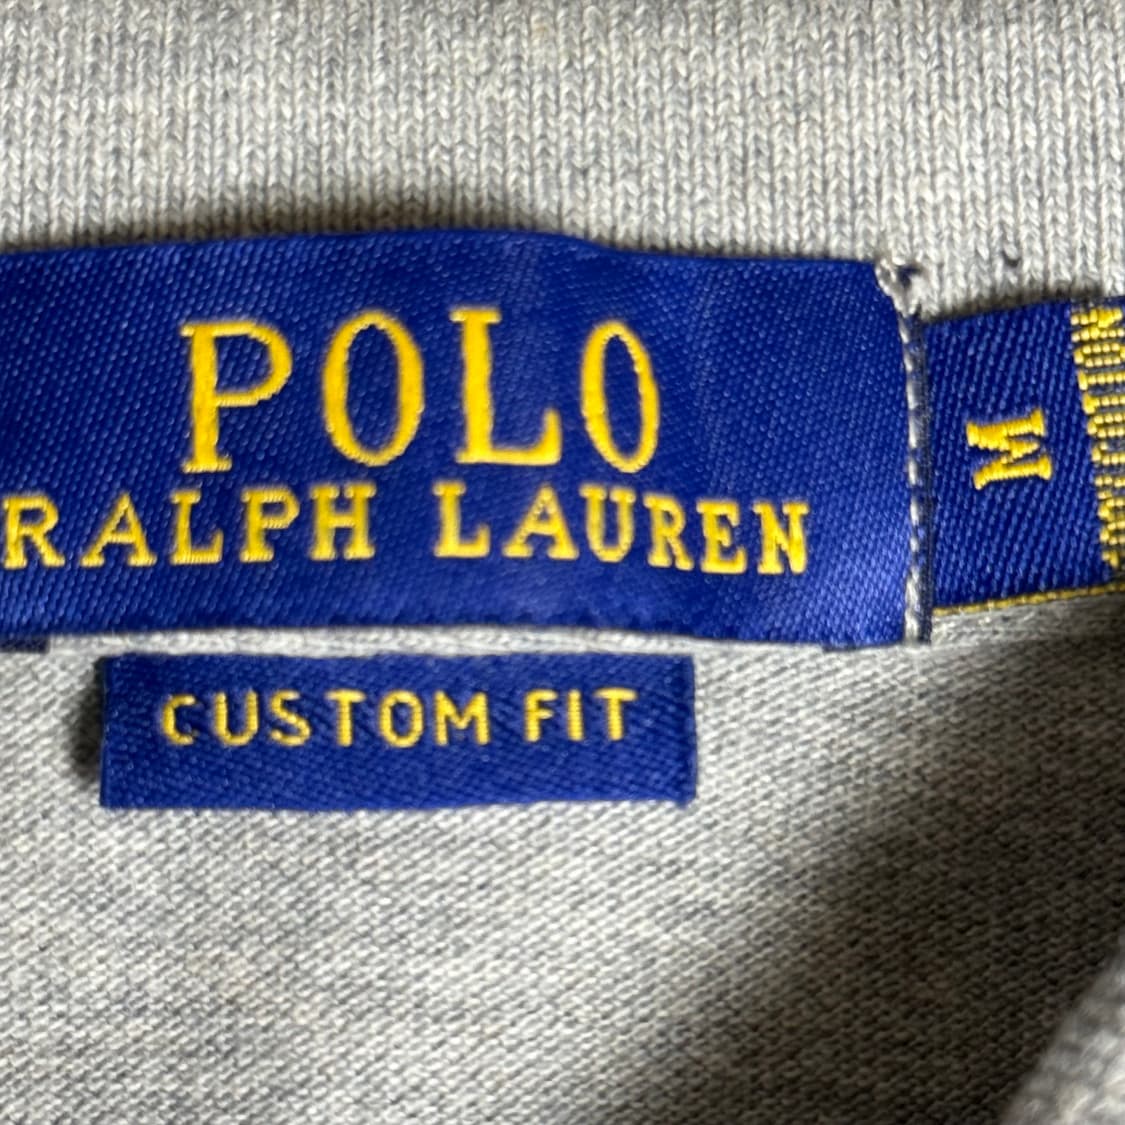 POLO
RALPH LAUREN
M
CUSTOM FIT